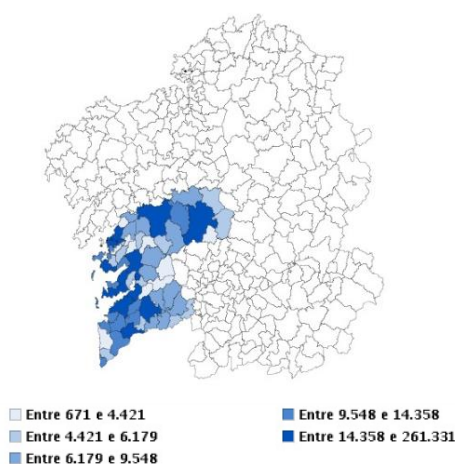 Entre 671 e 4.421
Entre 4.421 e 6.179
Entre 6.179 e 9.548
Entre 9.548 e 14.358
Entre 14.358 e 261.331